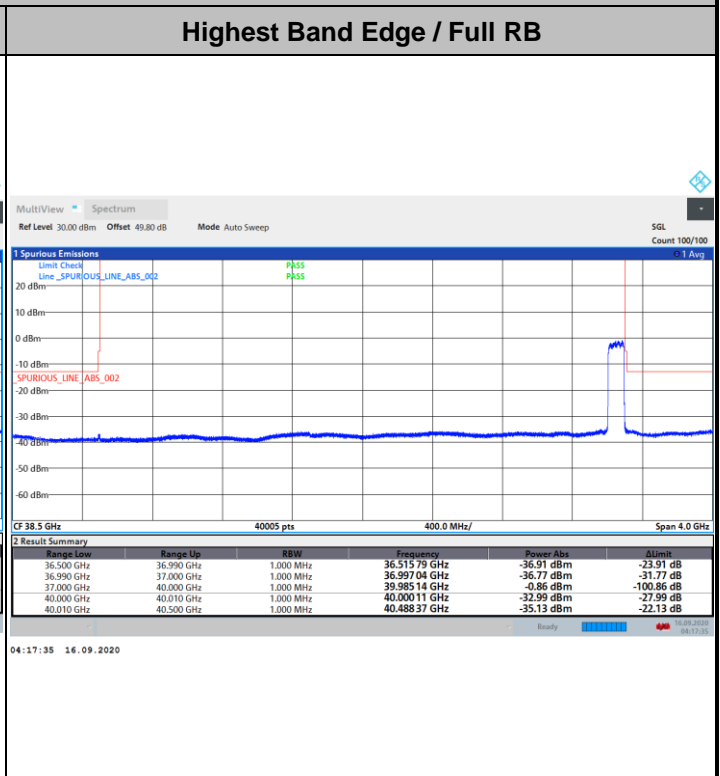 Highest Band Edge / Full RB
MultiView Spectrum
Ref Level 30.00 dBm Offset 49.80 dB Mode Auto Sweep SGL
Count 100/100
1 Spurious Emissions 1 Avg
Limit Check PASS
Line _SPURIOUS_LINE_ABS_002 PASS
20 dBm
10 dBm
0 dBm
-10 dBm
_SPURIOUS_LINE_ABS_002
-20 dBm
-30 dBm
-40 dBm
-50 dBm
-60 dBm
CF 38.5 GHz 40005 pts 400.0 MHz/ Span 4.0 GHz
2 Result Summary
Range Low Range Up RBW Frequency Power Abs ΔLimit
36.500 GHz 36.990 GHz 1.000 MHz 36.515 79 GHz -36.91 dBm -23.91 dB
36.990 GHz 37.000 GHz 1.000 MHz 36.997 04 GHz -36.77 dBm -31.77 dB
37.000 GHz 40.000 GHz 1.000 MHz 39.985 14 GHz -0.86 dBm -100.86 dB
40.000 GHz 40.010 GHz 1.000 MHz 40.000 11 GHz -32.99 dBm -27.99 dB
40.010 GHz 40.500 GHz 1.000 MHz 40.488 37 GHz -35.13 dBm -22.13 dB
Ready 16.09.2020
04:17:35
04:17:35 16.09.2020